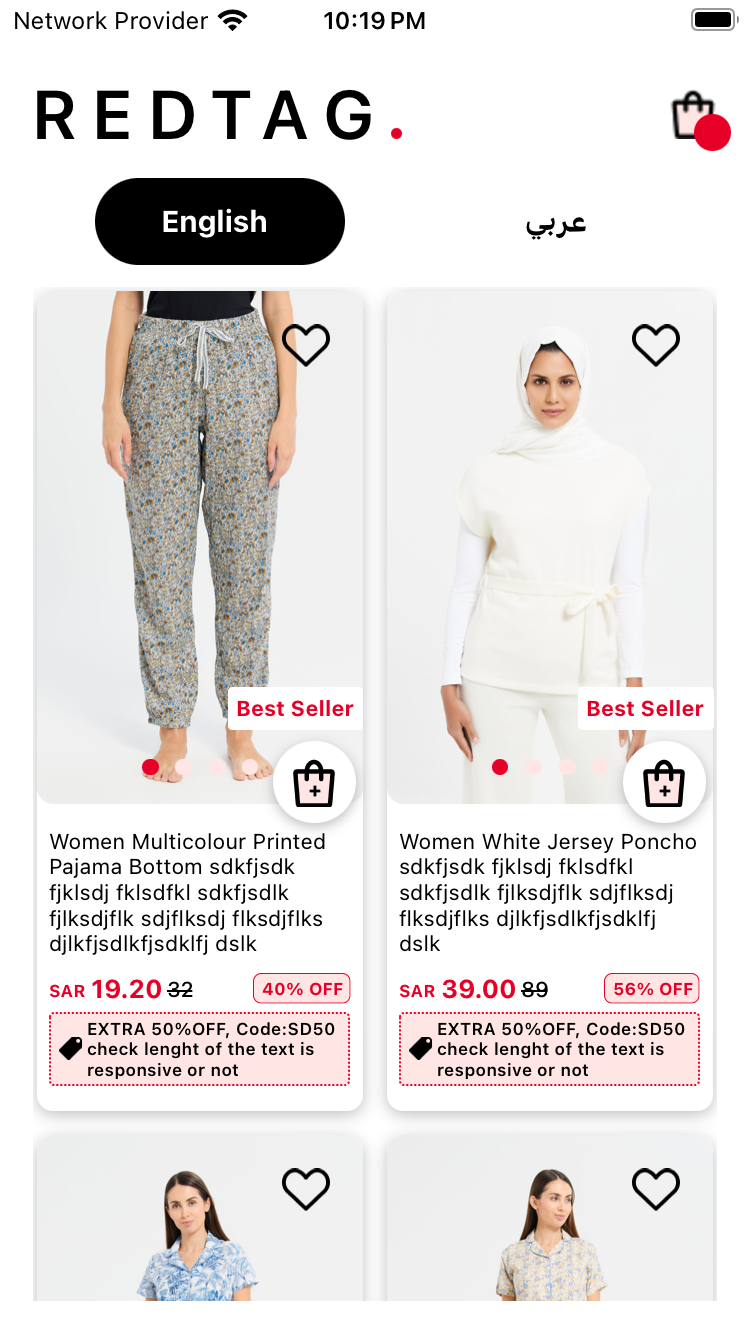 Network Provider 10:19 PM
REDTAG.
English
عربي
Best Seller
Best Seller
Women Multicolour Printed
Pajama Bottom sdkfjsdk
fjklsdj fklsdfkl sdkfjsdlk
fjlksdjflk sdjflksdj flksdjflks
djlkfjsdlkfjsdklfj dslk
SAR 19.20 32 40% OFF
EXTRA 50%OFF, Code:SD50
check lenght of the text is
responsive or not
Women White Jersey Poncho
sdkfjsdk fjklsdj fklsdfkl
sdkfjsdlk fjlksdjflk sdjflksdj
flksdjflks djlkfjsdlkfjsdklfj
dslk
SAR 39.00 89 56% OFF
EXTRA 50%OFF, Code:SD50
check lenght of the text is
responsive or not